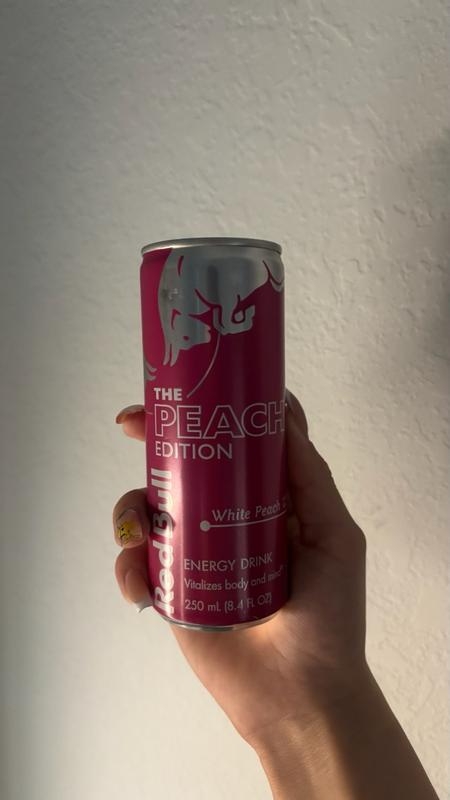 THE
PEACH
EDITION
Red Bull
White Peach
ENERGY DRINK
Vitalizes body and mind®
250 mL (8.4 FL OZ)